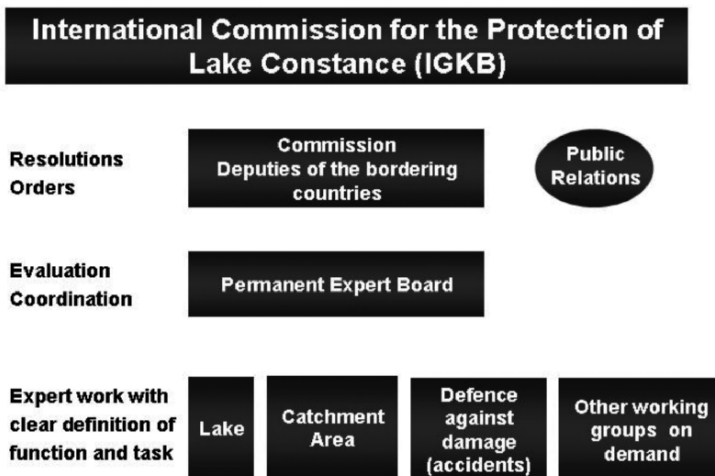 International Commission for the Protection of
Lake Constance (IGKB)
Resolutions
Orders
Commission
Deputies of the bordering
countries
Public
Relations
Evaluation
Coordination
Permanent Expert Board
Expert work with
clear definition of
function and task
Lake
Catchment
Area
Defence
against
damage
(accidents)
Other working
groups on
demand